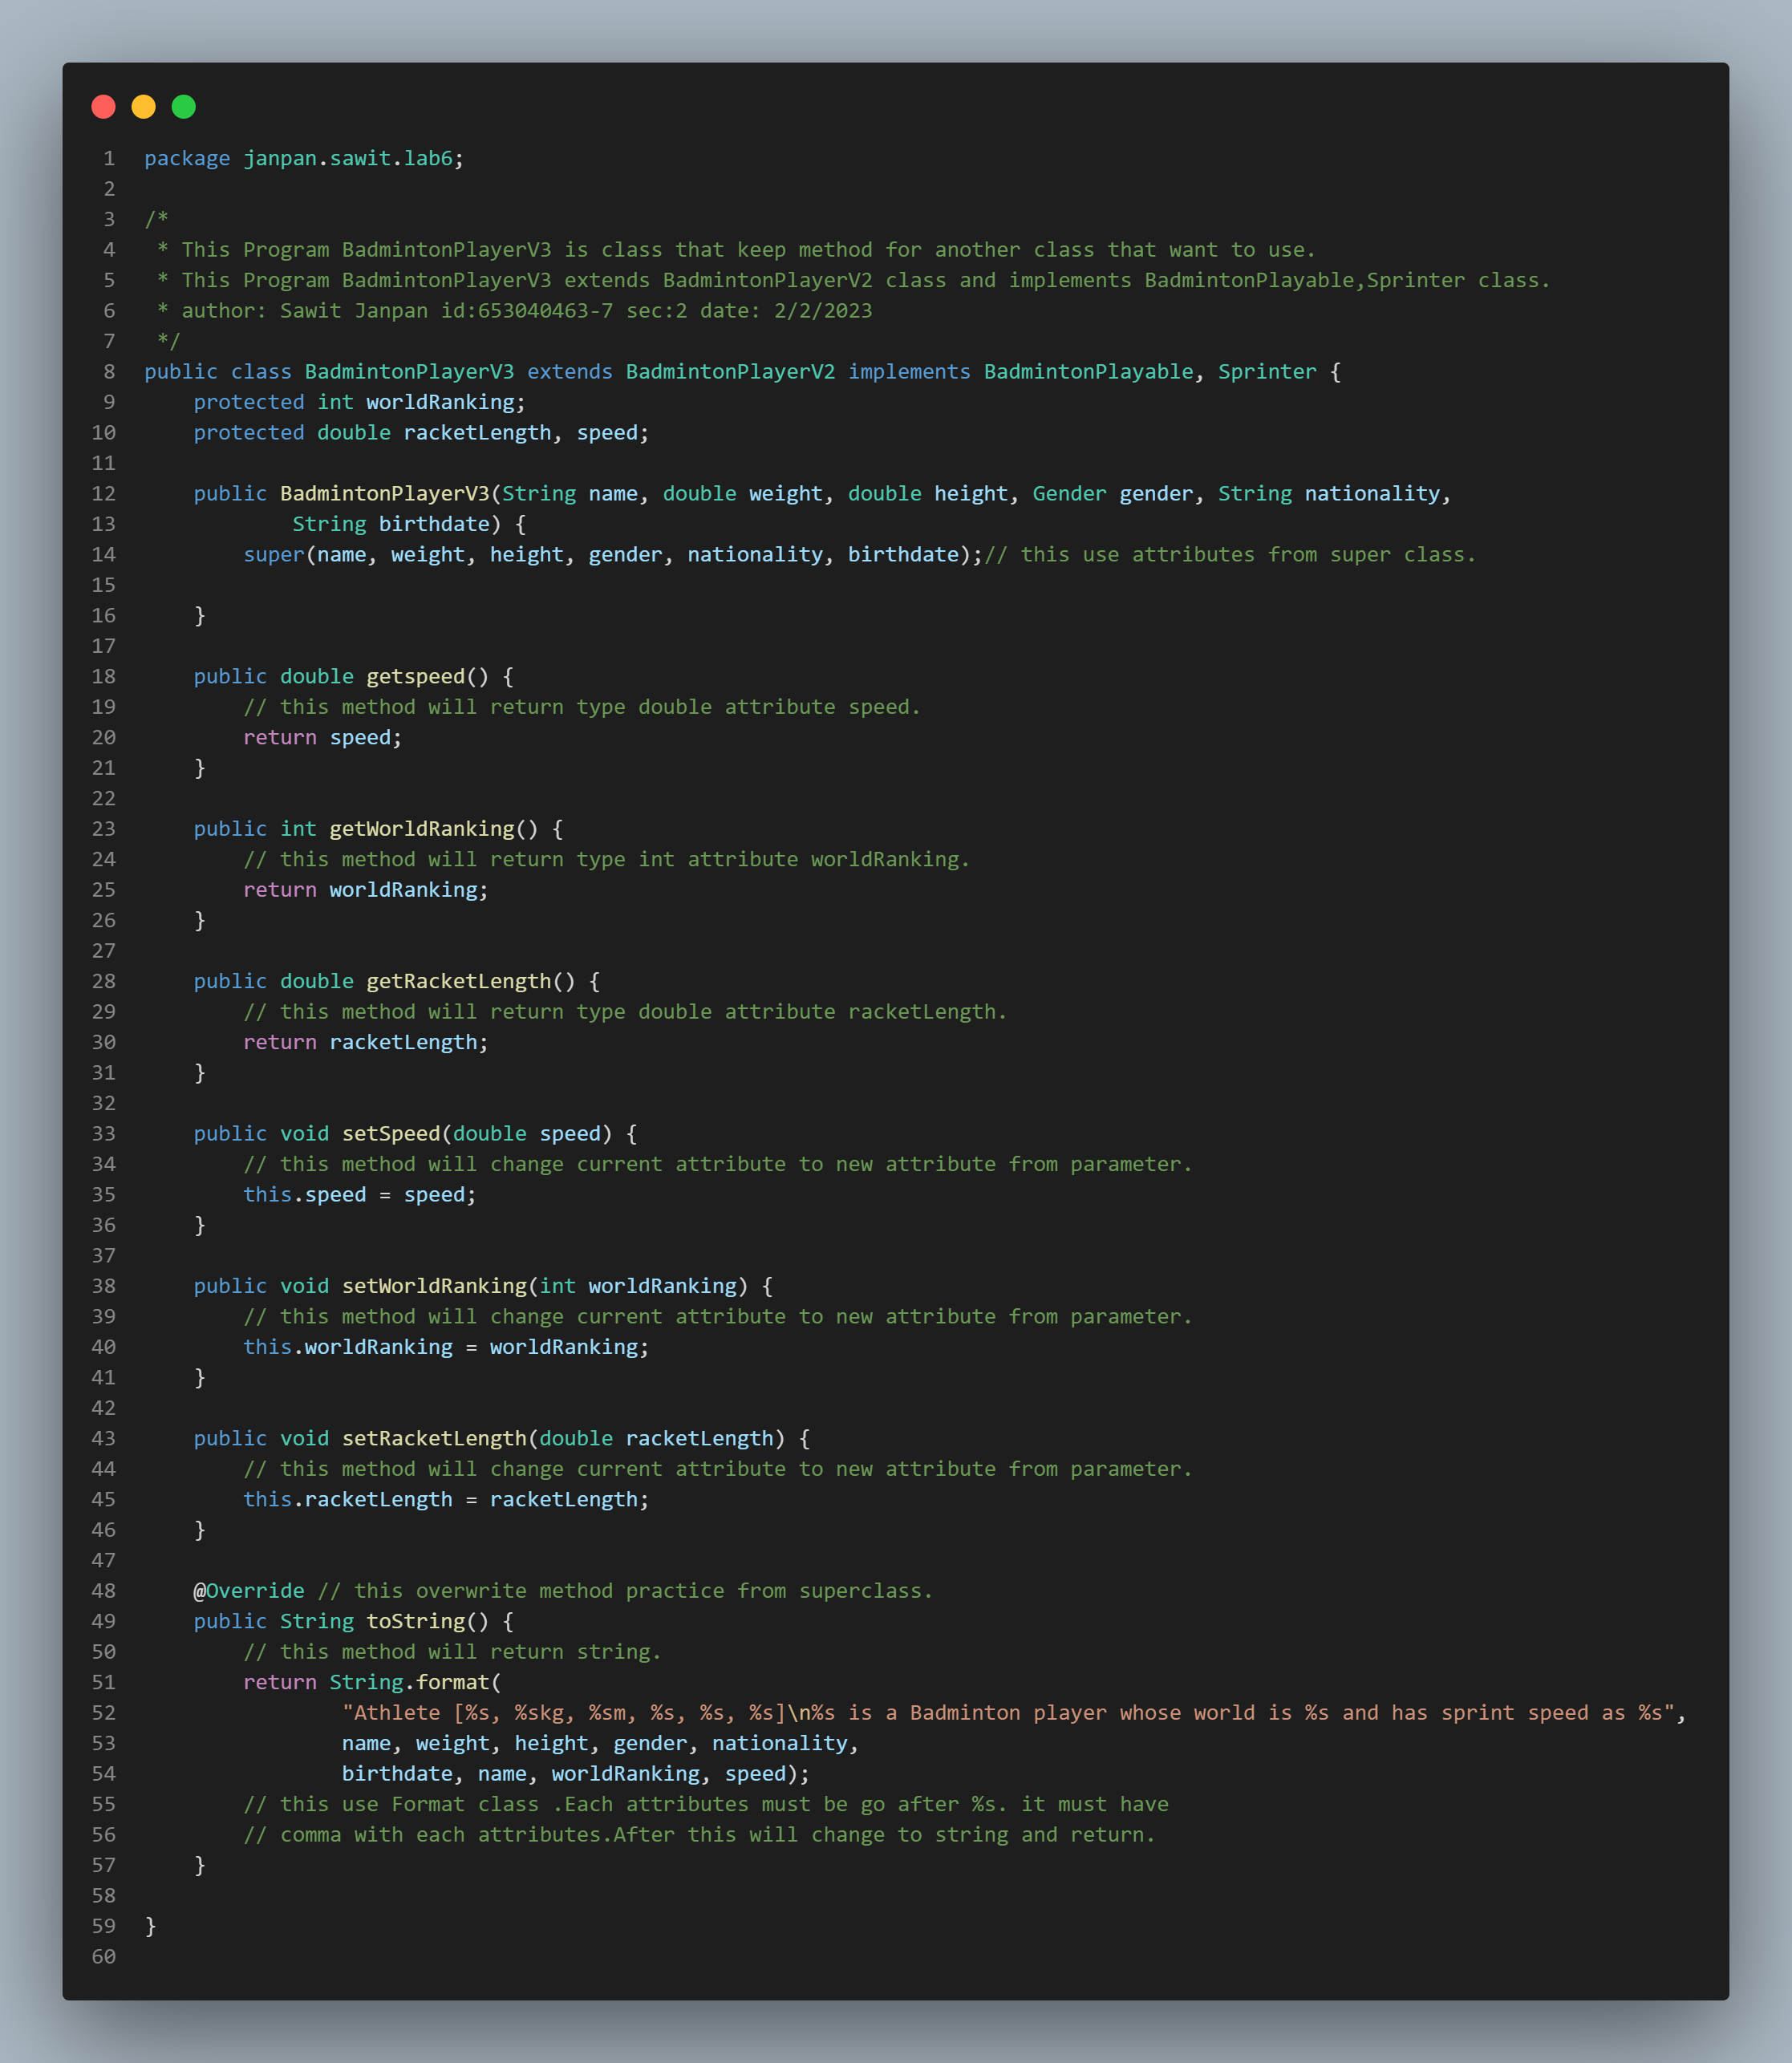 1 package janpan.sawit.lab6;
2
3 /*
4  * This Program BadmintonPlayerV3 is class that keep method for another class that want to use.
5  * This Program BadmintonPlayerV3 extends BadmintonPlayerV2 class and implements BadmintonPlayable,Sprinter class.
6  * author: Sawit Janpan id:653040463-7 sec:2 date: 2/2/2023
7  */
8 public class BadmintonPlayerV3 extends BadmintonPlayerV2 implements BadmintonPlayable, Sprinter {
9     protected int worldRanking;
10     protected double racketLength, speed;
11
12     public BadmintonPlayerV3(String name, double weight, double height, Gender gender, String nationality,
13             String birthdate) {
14         super(name, weight, height, gender, nationality, birthdate);// this use attributes from super class.
15
16     }
17
18     public double getspeed() {
19         // this method will return type double attribute speed.
20         return speed;
21     }
22
23     public int getWorldRanking() {
24         // this method will return type int attribute worldRanking.
25         return worldRanking;
26     }
27
28     public double getRacketLength() {
29         // this method will return type double attribute racketLength.
30         return racketLength;
31     }
32
33     public void setSpeed(double speed) {
34         // this method will change current attribute to new attribute from parameter.
35         this.speed = speed;
36     }
37
38     public void setWorldRanking(int worldRanking) {
39         // this method will change current attribute to new attribute from parameter.
40         this.worldRanking = worldRanking;
41     }
42
43     public void setRacketLength(double racketLength) {
44         // this method will change current attribute to new attribute from parameter.
45         this.racketLength = racketLength;
46     }
47
48     @Override // this overwrite method practice from superclass.
49     public String toString() {
50         // this method will return string.
51         return String.format(
52                 "Athlete [%s, %skg, %sm, %s, %s, %s]\n%s is a Badminton player whose world is %s and has sprint speed as %s",
53                 name, weight, height, gender, nationality,
54                 birthdate, name, worldRanking, speed);
55         // this use Format class .Each attributes must be go after %s. it must have
56         // comma with each attributes.After this will change to string and return.
57     }
58
59 }
60